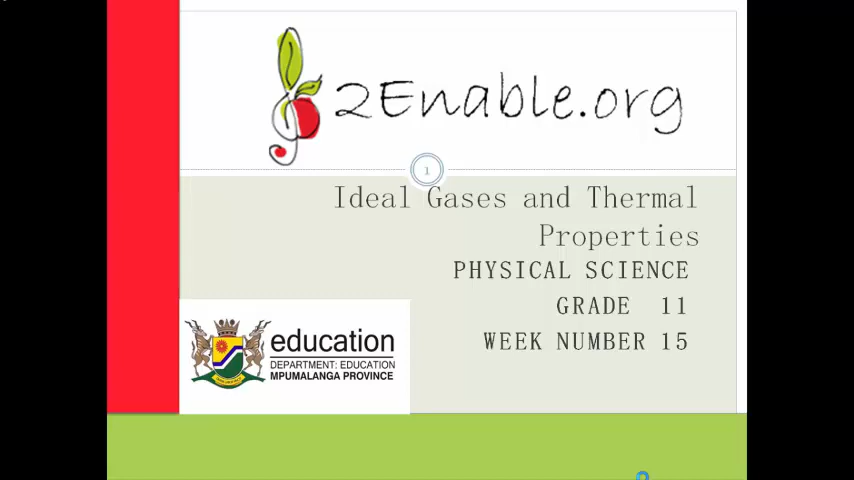 2Enable.org
1
Ideal Gases and Thermal
Properties
PHYSICAL SCIENCE
GRADE 11
WEEK NUMBER 15
education
DEPARTMENT: EDUCATION
MPUMALANGA PROVINCE